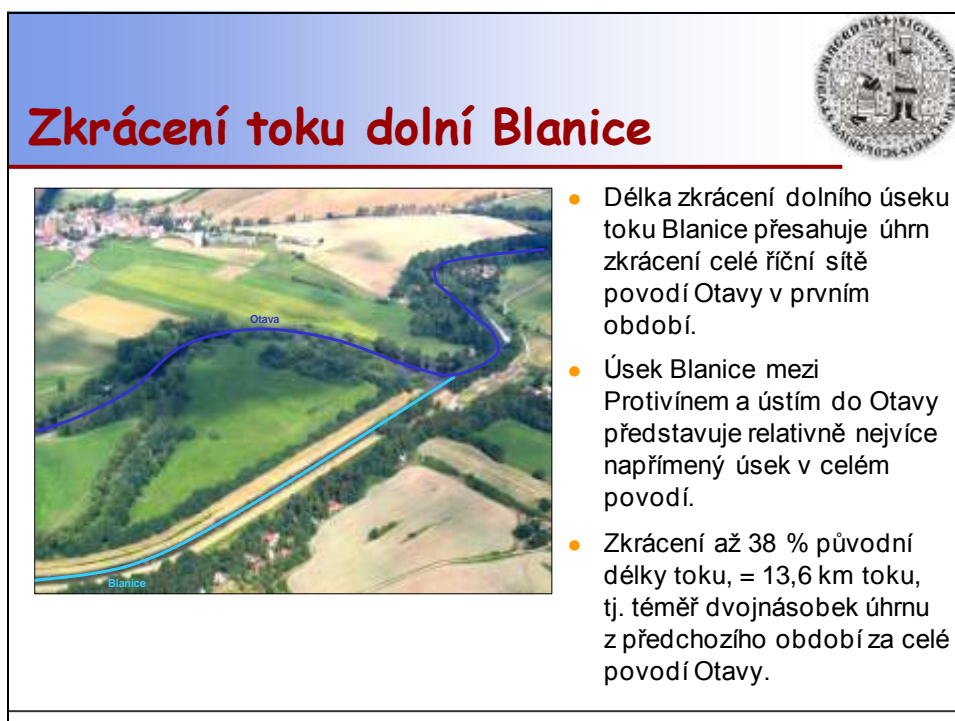 Zkrácení toku dolní Blanice
Otava
Blanice
● Délka zkrácení dolního úseku
toku Blanice přesahuje úhrn
zkrácení celé říční sítě
povodí Otavy v prvním
období.
● Úsek Blanice mezi
Protivínem a ústím do Otavy
představuje relativně nejvíce
napřímený úsek v celém
povodí.
● Zkrácení až 38 % původní
délky toku, = 13,6 km toku,
tj. téměř dvojnásobek úhrnu
z předchozího období za celé
povodí Otavy.